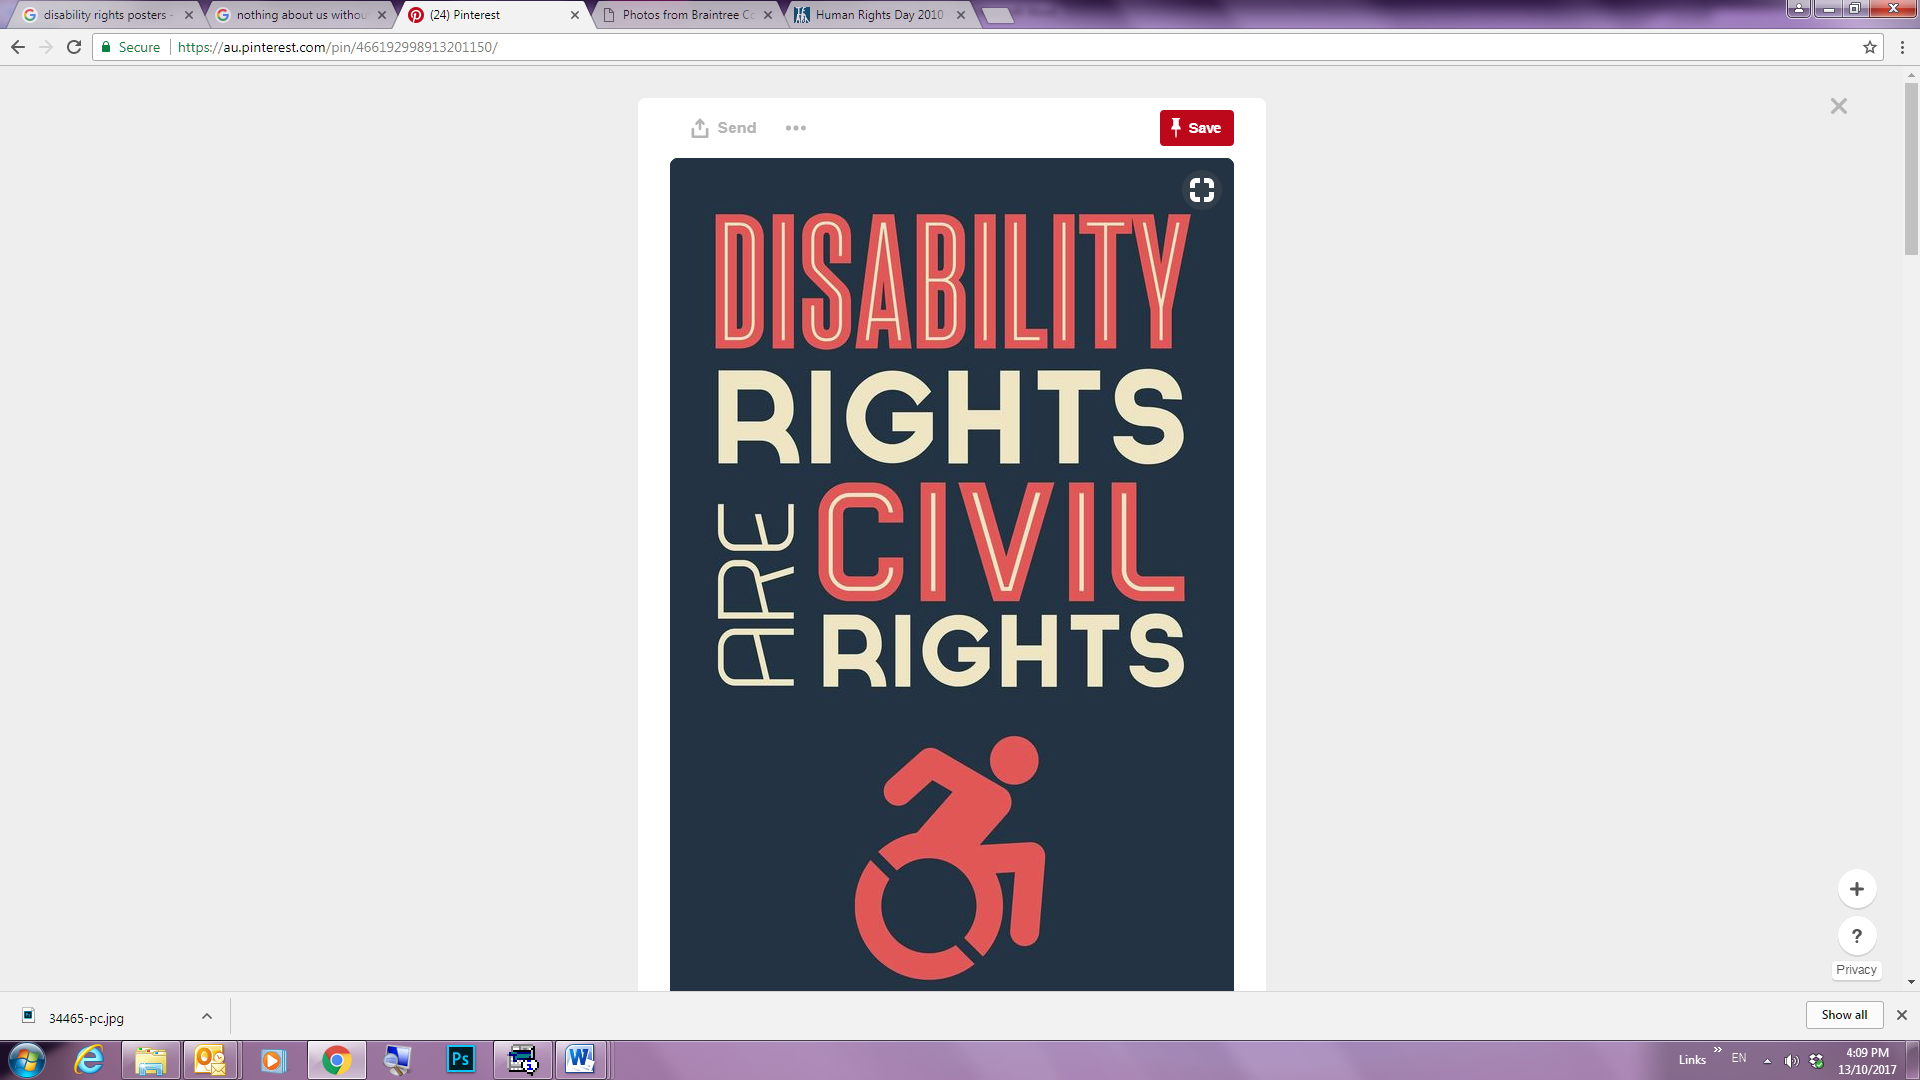 disability rights posters -
nothing about us withou
(24) Pinterest
Photos from Braintree Co
Human Rights Day 2010
Secure
https://au.pinterest.com/pin/466192998913201150/
Send
Save
DISABILITY
RIGHTS
ARE
CIVIL
RIGHTS
+
?
Privacy
34465-pc.jpg
Show all
Ps
W
Links
EN
4:09 PM
13/10/2017